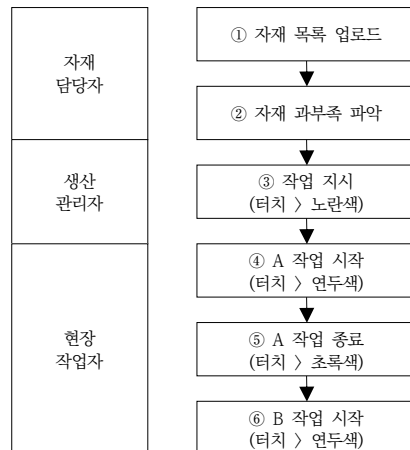 자재
담당자
① 자재 목록 업로드
② 자재 과부족 파악
생산
관리자
③ 작업 지시
(터치 〉 노란색)
현장
작업자
④ A 작업 시작
(터치 〉 연두색)
⑤ A 작업 종료
(터치 〉 초록색)
⑥ B 작업 시작
(터치 〉 연두색)